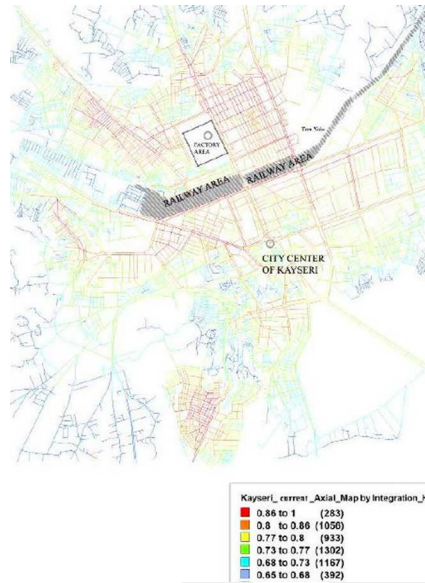 FACTORY
AREA
Tren Yolu
RAILWAY AREA
RAILWAY AREA
CITY CENTER
OF KAYSERI
Kayseri_ current _Axial_Map by Integration_
0.86 to 1 (283)
0.8 to 0.86 (1056)
0.77 to 0.8 (933)
0.73 to 0.77 (1302)
0.68 to 0.73 (1167)
0.65 to 0.68 (392)